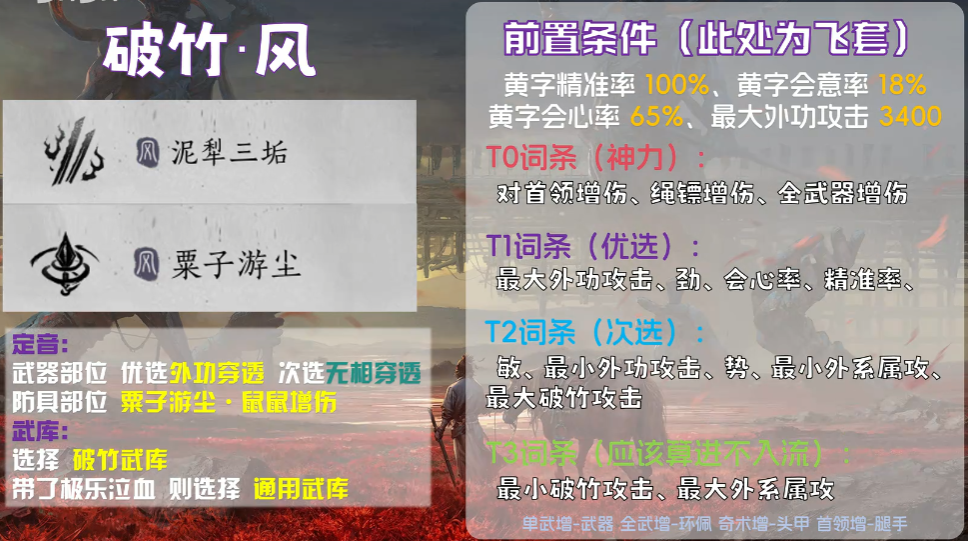 破竹·风
风 泥犁三垢
风 粟子游尘
定音：
武器部位 优选外功穿透 次选无相穿透
防具部位 粟子游尘·鼠鼠增伤
武库：
选择 破竹武库
带了极乐泣血 则选择 通用武库
前置条件（此处为飞套）
黄字精准率 100%、黄字会意率 18%
黄字会心率 65%、最大外功攻击 3400
T0词条（神力）：
对首领增伤、绳镖增伤、全武器增伤
T1词条（优选）：
最大外功攻击、劲、会心率、精准率、
T2词条（次选）：
敏、最小外功攻击、势、最小外系属攻、
最大破竹攻击
T3词条（应该算进不入流）：
最小破竹攻击、最大外系属攻
单武增-武器 全武增-环佩 奇术增-头甲 首领增-腿手